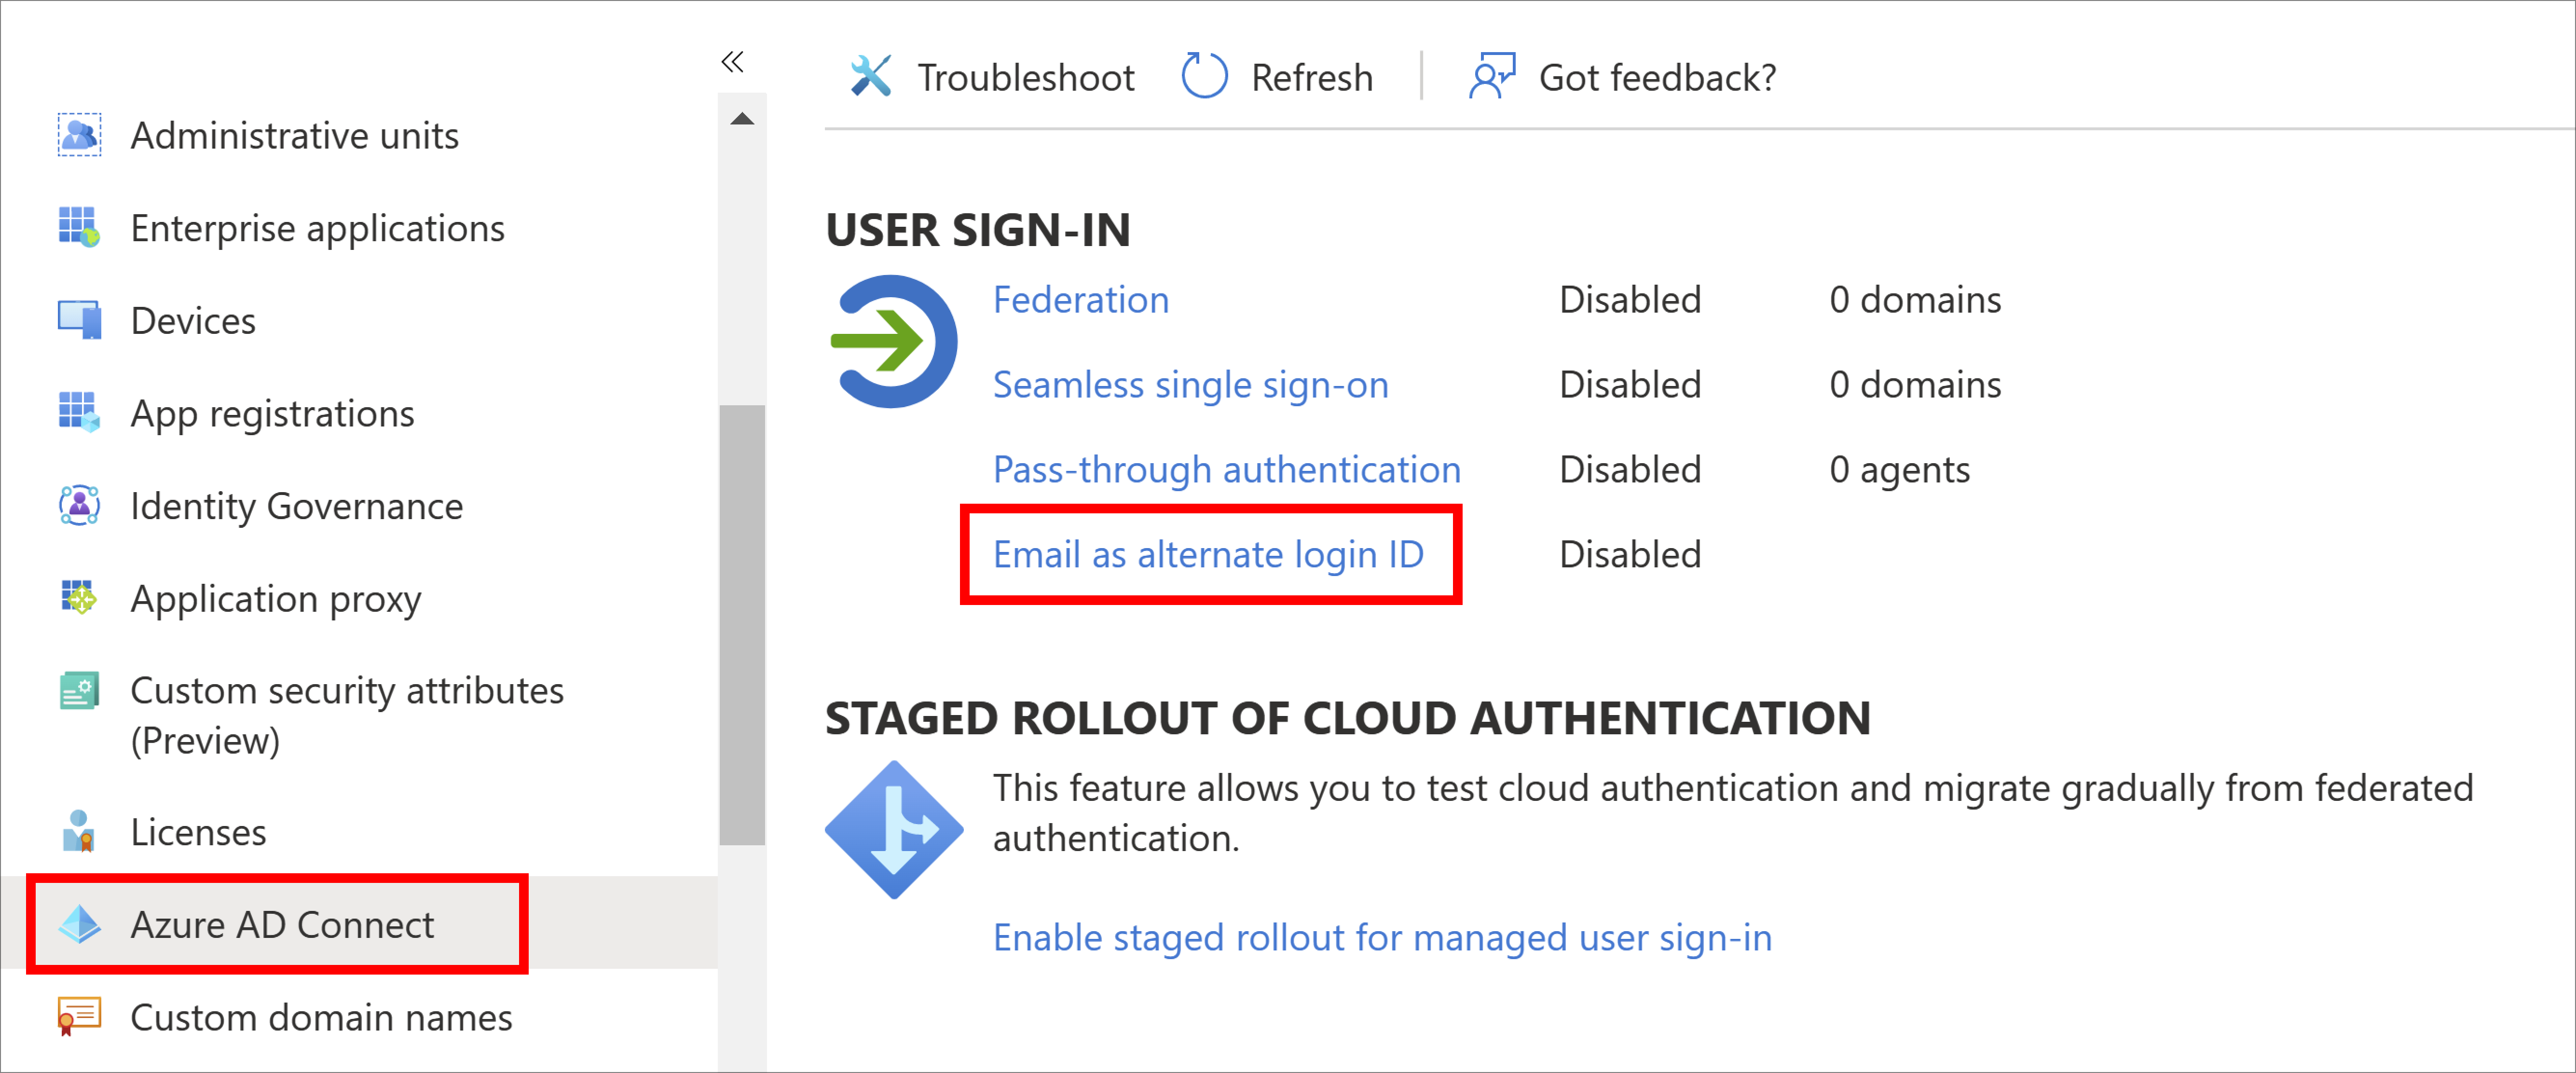 Administrative units
Enterprise applications
Devices
App registrations
Identity Governance
Application proxy
Custom security attributes
(Preview)
Licenses
Azure AD Connect
Custom domain names
Troubleshoot Refresh Got feedback?
USER SIGN-IN
Federation Disabled 0 domains
Seamless single sign-on Disabled 0 domains
Pass-through authentication Disabled 0 agents
Email as alternate login ID Disabled
STAGED ROLLOUT OF CLOUD AUTHENTICATION
This feature allows you to test cloud authentication and migrate gradually from federated
authentication.
Enable staged rollout for managed user sign-in